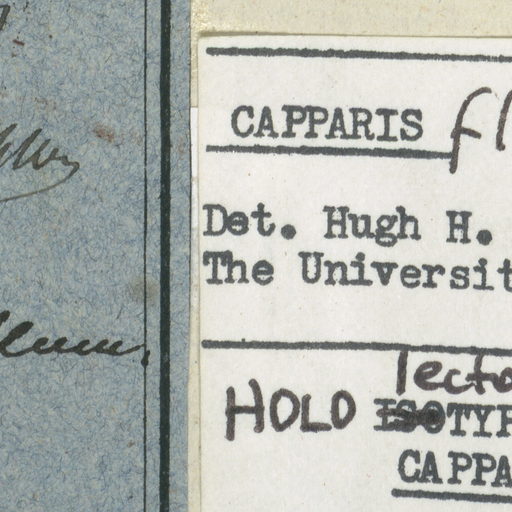 CAPPARIS fl
Det. Hugh H.
The Universit
lecto
HOLO ISOTYP
CAPPA